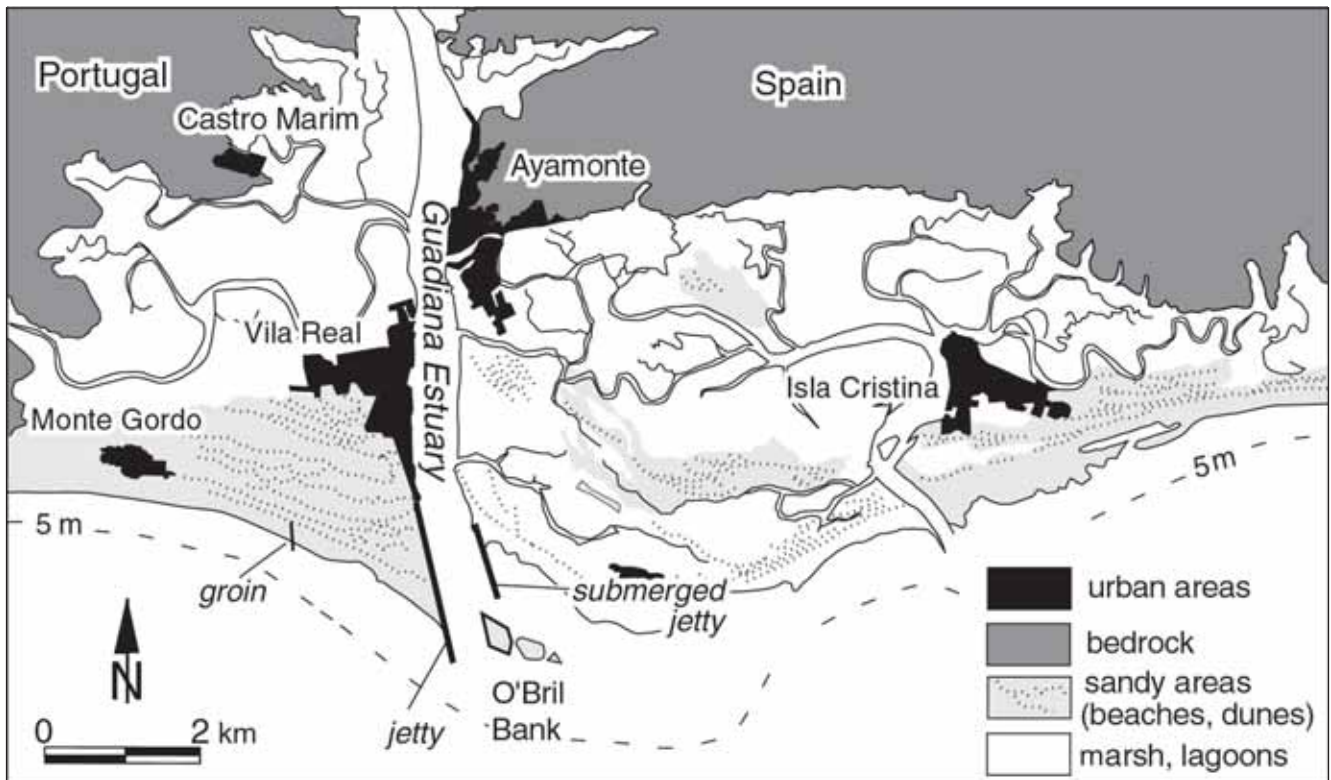 Portugal
Spain
Castro Marim
Ayamonte
Guadiana Estuary
Vila Real
Isla Cristina
Monte Gordo
5 m
5 m
groin
submerged
jetty
O'Bril
Bank
jetty
N
0 2 km
urban areas
bedrock
sandy areas
(beaches, dunes)
marsh, lagoons